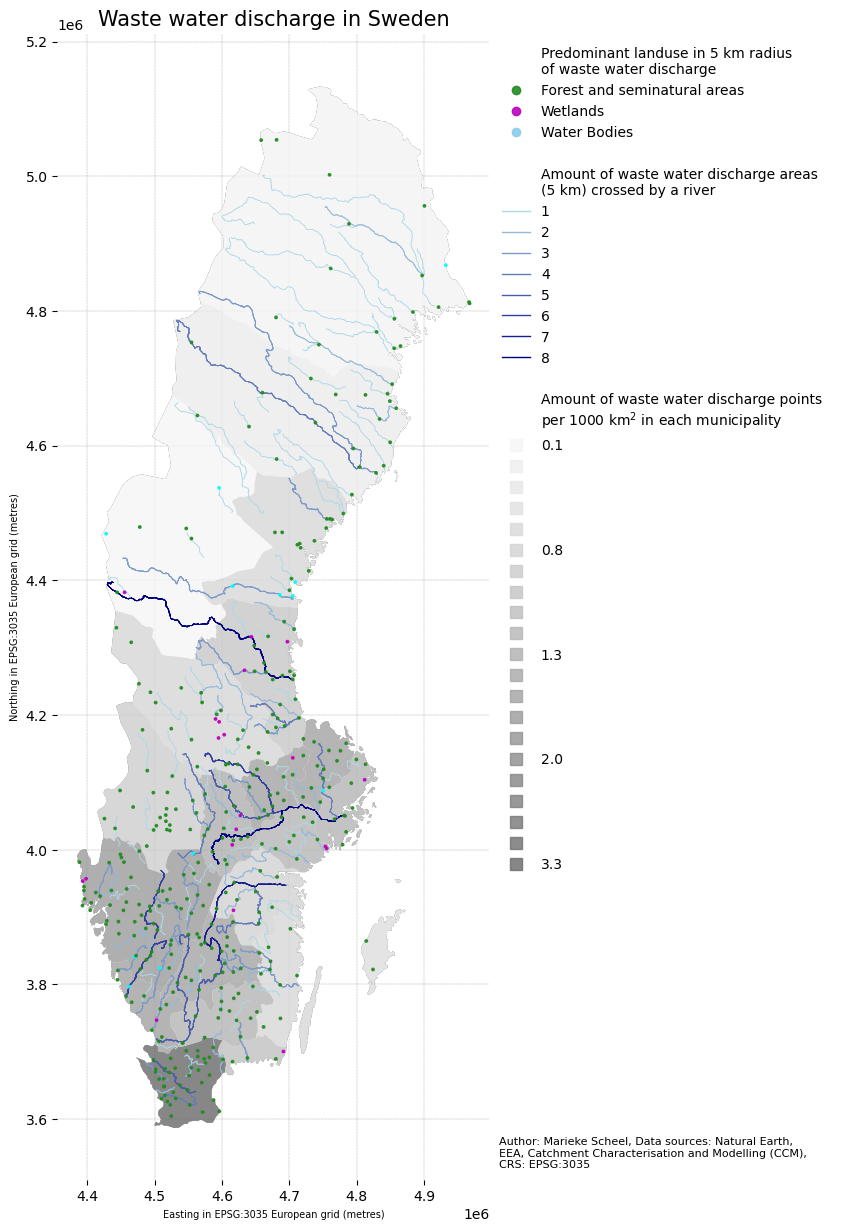 Waste water discharge in Sweden
1e6
5.2
5.0
4.8
4.6
4.4
4.2
4.0
3.8
3.6
Northing in EPSG:3035 European grid (metres)
4.4 4.5 4.6 4.7 4.8 4.9
Easting in EPSG:3035 European grid (metres)
1e6
Predominant landuse in 5 km radius
of waste water discharge
Forest and seminatural areas
Wetlands
Water Bodies
Amount of waste water discharge areas
(5 km) crossed by a river
1
2
3
4
5
6
7
8
Amount of waste water discharge points
per 1000 km² in each municipality
0.1
0.8
1.3
2.0
3.3
Author: Marieke Scheel, Data sources: Natural Earth,
EEA, Catchment Characterisation and Modelling (CCM),
CRS: EPSG:3035